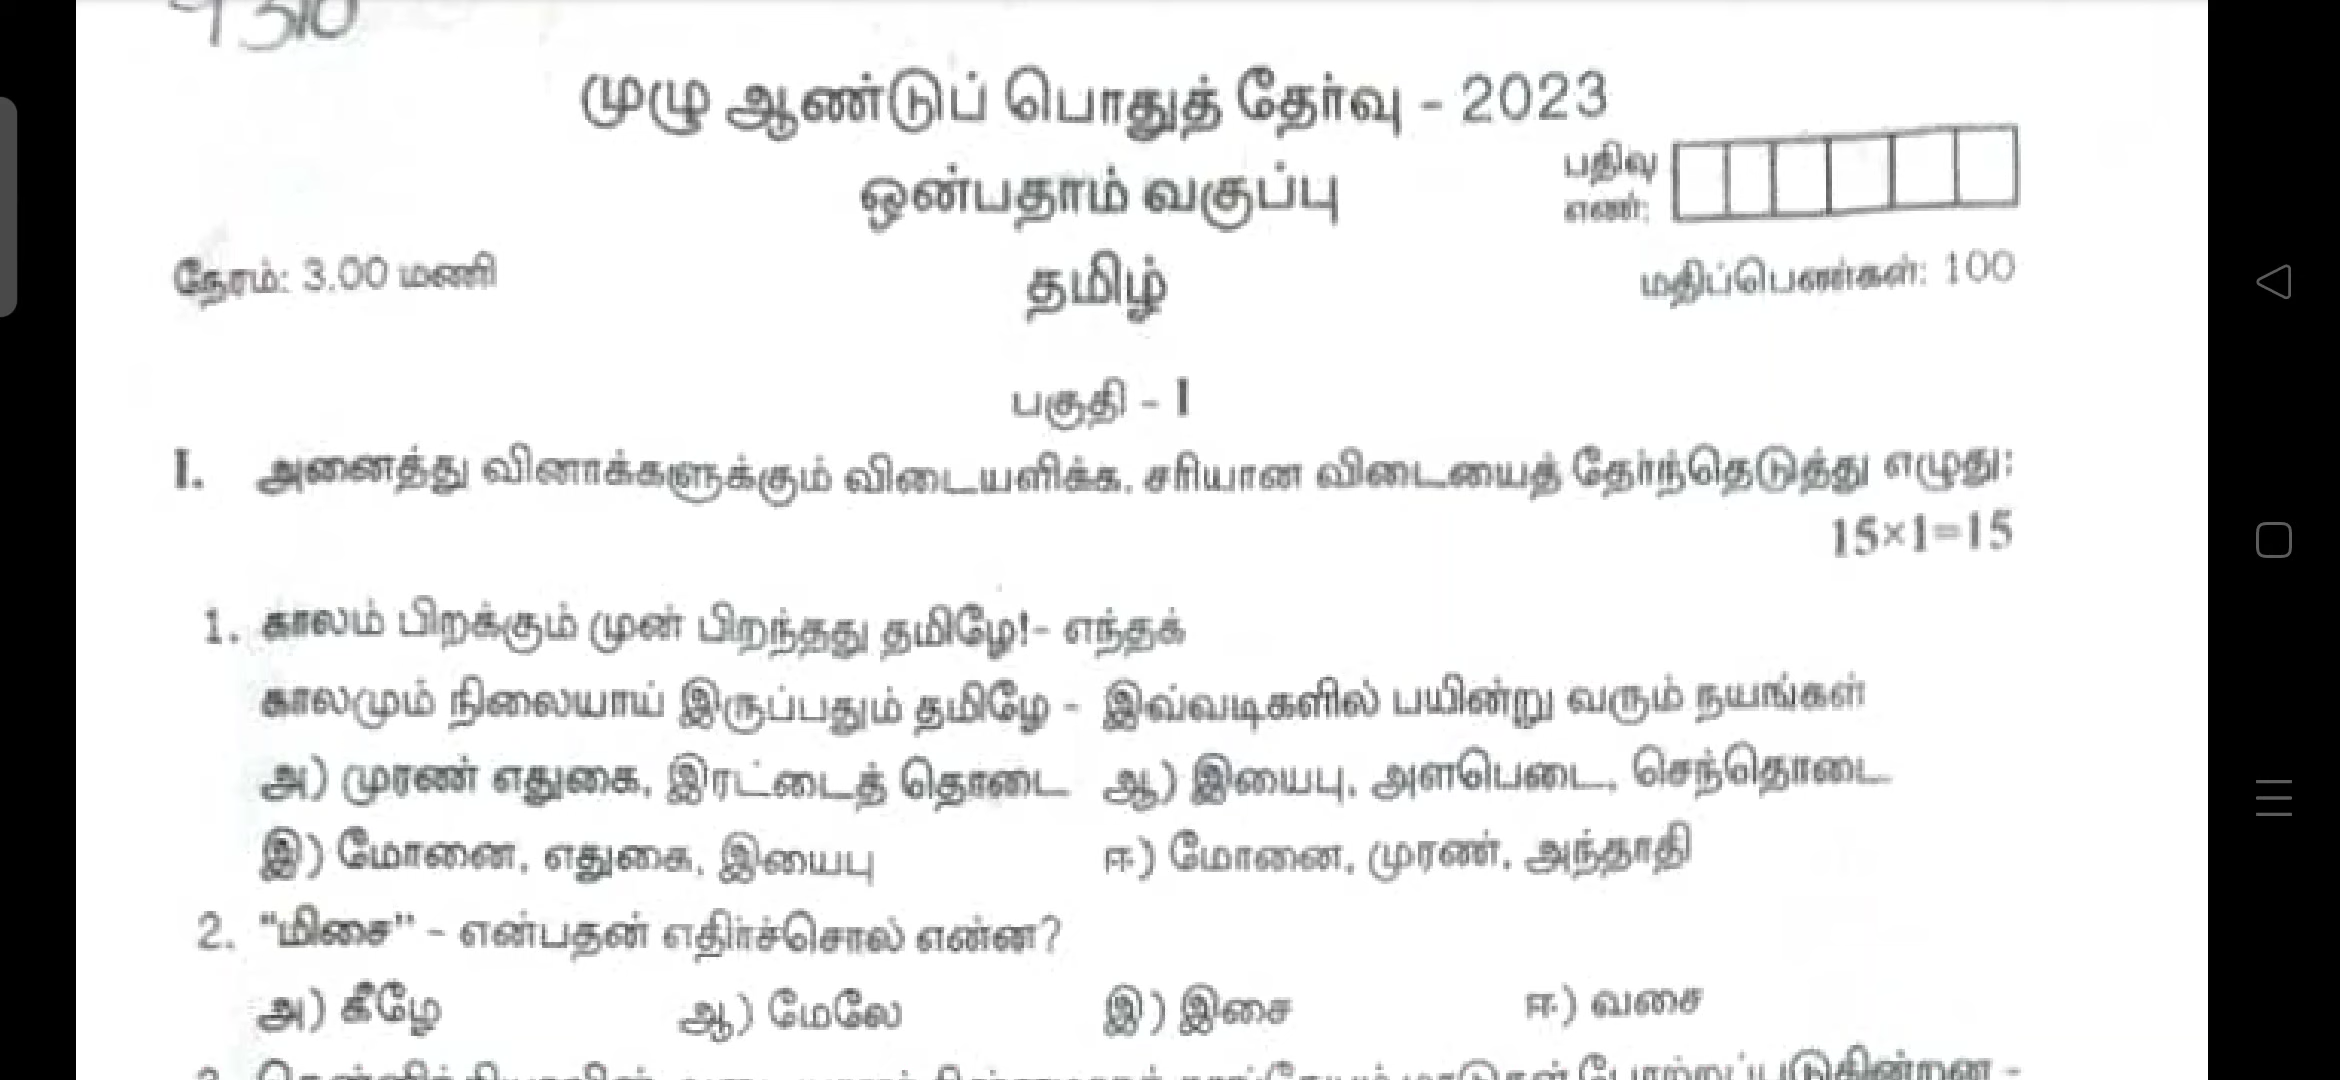 முழு ஆண்டுப் பொதுத் தேர்வு - 2023
ஒன்பதாம் வகுப்பு
பதிவு எண்:
நேரம்: 3.00 மணி
தமிழ்
மதிப்பெண்கள்: 100
பகுதி - I
I. அனைத்து வினாக்களுக்கும் விடையளிக்க. சரியான விடையைத் தேர்ந்தெடுத்து எழுது:
15×1=15
1. காலம் பிறக்கும் முன் பிறந்தது தமிழே!- எந்தக்
காலமும் நிலையாய் இருப்பதும் தமிழே - இவ்வடிகளில் பயின்று வரும் நயங்கள்
அ) முரண் எதுகை, இரட்டைத் தொடை ஆ) இயைபு, அளபெடை, செந்தொடை
இ) மோனை, எதுகை, இயைபு ஈ) மோனை, முரண், அந்தாதி
2. "மிசை" - என்பதன் எதிர்ச்சொல் என்ன?
அ) கீழே ஆ) மேலே இ) இசை ஈ) வசை